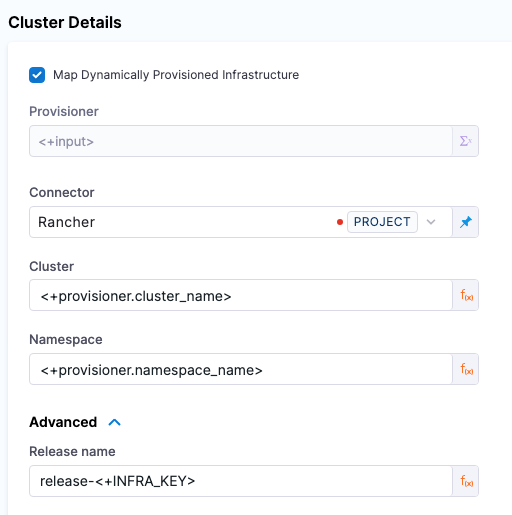 Cluster Details
Map Dynamically Provisioned Infrastructure
Provisioner
<+input>
Σx
Connector
Rancher PROJECT
Cluster
<+provisioner.cluster_name>
f(x)
Namespace
<+provisioner.namespace_name>
f(x)
Advanced
Release name
release-<+INFRA_KEY>
f(x)